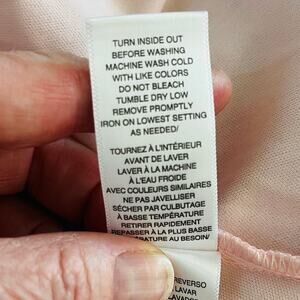 TURN INSIDE OUT
BEFORE WASHING
MACHINE WASH COLD
WITH LIKE COLORS
DO NOT BLEACH
TUMBLE DRY LOW
REMOVE PROMPTLY
IRON ON LOWEST SETTING
AS NEEDED/
TOURNEZ À L'INTÉRIEUR
AVANT DE LAVER
LAVER À LA MACHINE
À L'EAU FROIDE
AVEC COULEURS SIMILAIRES
NE PAS JAVELLISER
SÉCHER PAR CULBUTAGE
À BASSE TEMPÉRATURE
RETIRER RAPIDEMENT
REPASSER À LA PLUS BASSE
AU BESOIN/
REVERSO
LAVAR